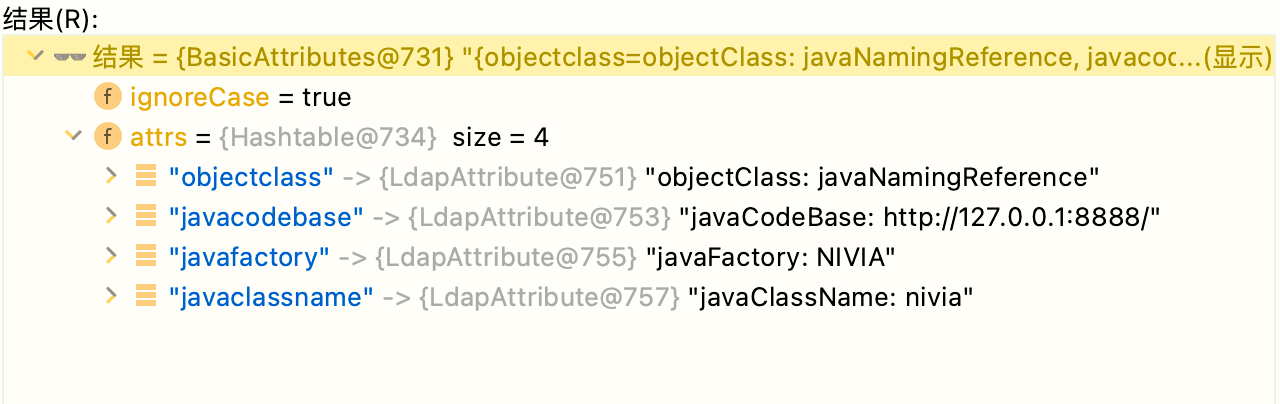 结果(R):
结果 = {BasicAttributes@731} "{objectclass=objectClass: javaNamingReference, javacoc...(显示)
f ignoreCase = true
f attrs = {Hashtable@734} size = 4
"objectclass" -> {LdapAttribute@751} "objectClass: javaNamingReference"
"javacodebase" -> {LdapAttribute@753} "javaCodeBase: http://127.0.0.1:8888/"
"javafactory" -> {LdapAttribute@755} "javaFactory: NIVIA"
"javaclassname" -> {LdapAttribute@757} "javaClassName: nivia"